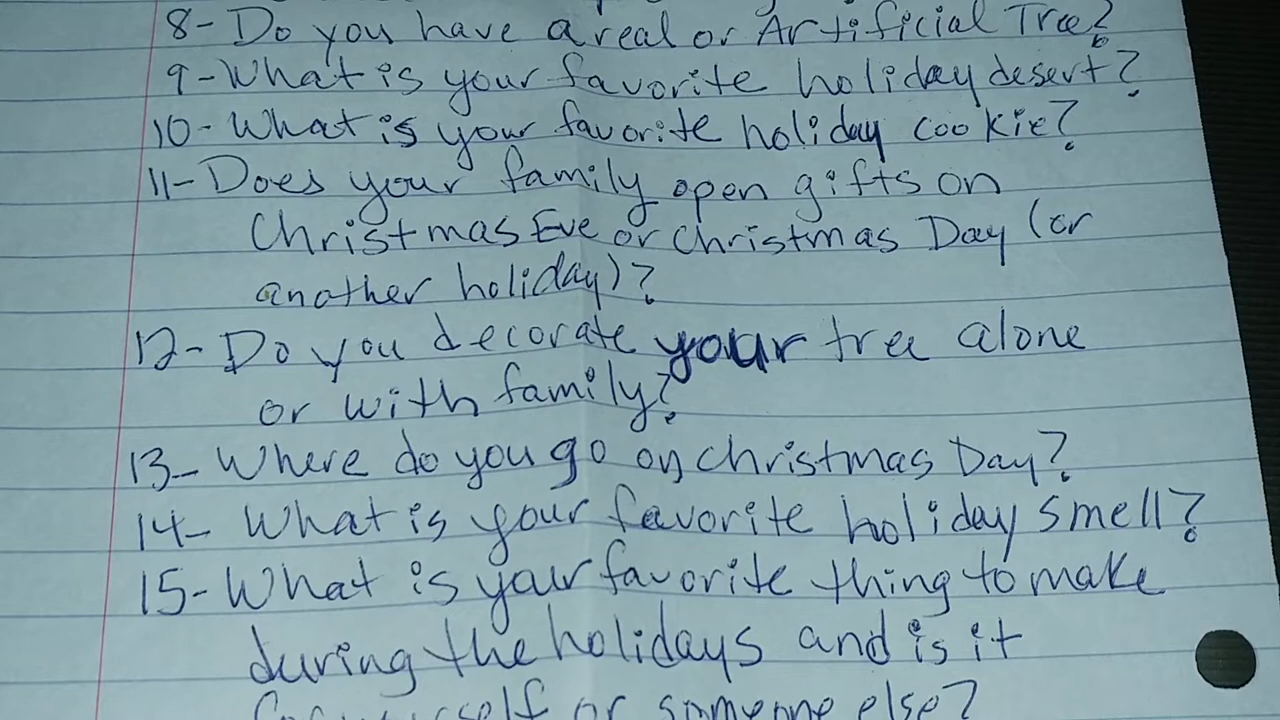 8- Do you have a real or Artificial Tree?
9- What is your favorite holiday desert?
10- What is your favorite holiday cookie?
11- Does your family open gifts on
Christmas Eve or Christmas Day (or
another holiday)?
12- Do you decorate your tree alone
or with family?
13- Where do you go on Christmas Day?
14- What is your favorite holiday smell?
15- What is your favorite thing to make
during the holidays and is it
for yourself or someone else?